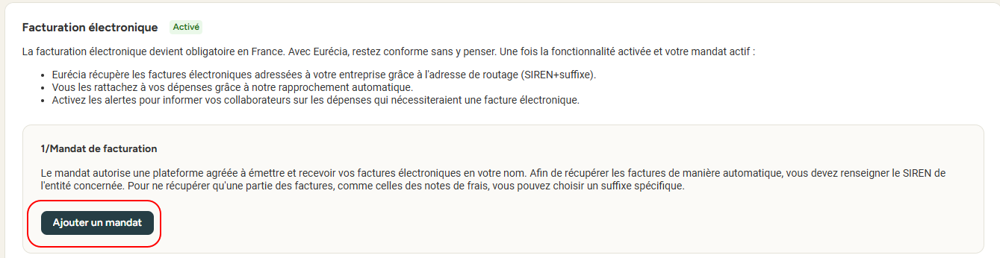 Facturation électronique Activé
La facturation électronique devient obligatoire en France. Avec Eurécia, restez conforme sans y penser. Une fois la fonctionnalité activée et votre mandat actif :
• Eurécia récupère les factures électroniques adressées à votre entreprise grâce à l'adresse de routage (SIREN+suffixe).
• Vous les rattachez à vos dépenses grâce à notre rapprochement automatique.
• Activez les alertes pour informer vos collaborateurs sur les dépenses qui nécessiteraient une facture électronique.
1/Mandat de facturation
Le mandat autorise une plateforme agréée à émettre et recevoir vos factures électroniques en votre nom. Afin de récupérer les factures de manière automatique, vous devez renseigner le SIREN de
l'entité concernée. Pour ne récupérer qu'une partie des factures, comme celles des notes de frais, vous pouvez choisir un suffixe spécifique.
Ajouter un mandat